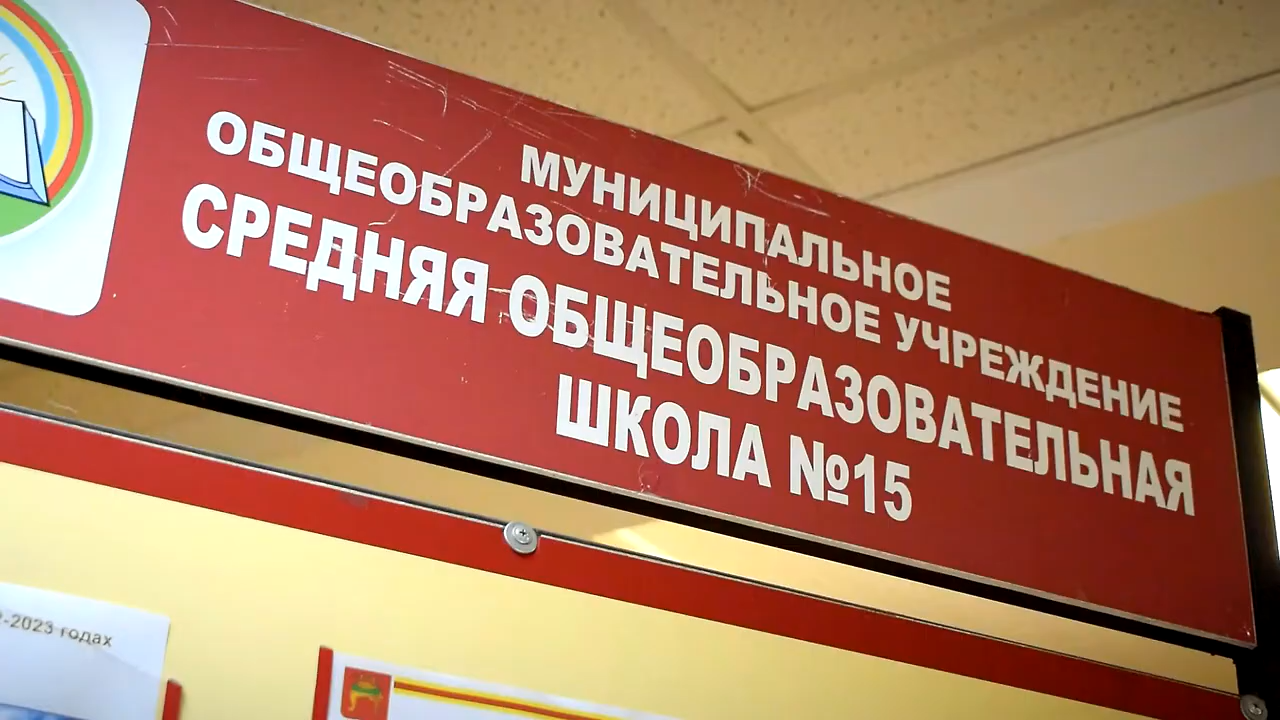 МУНИЦИПАЛЬНОЕ
ОБЩЕОБРАЗОВАТЕЛЬНОЕ УЧРЕЖДЕНИЕ
СРЕДНЯЯ ОБЩЕОБРАЗОВАТЕЛЬНАЯ
ШКОЛА №15
-2023 годах